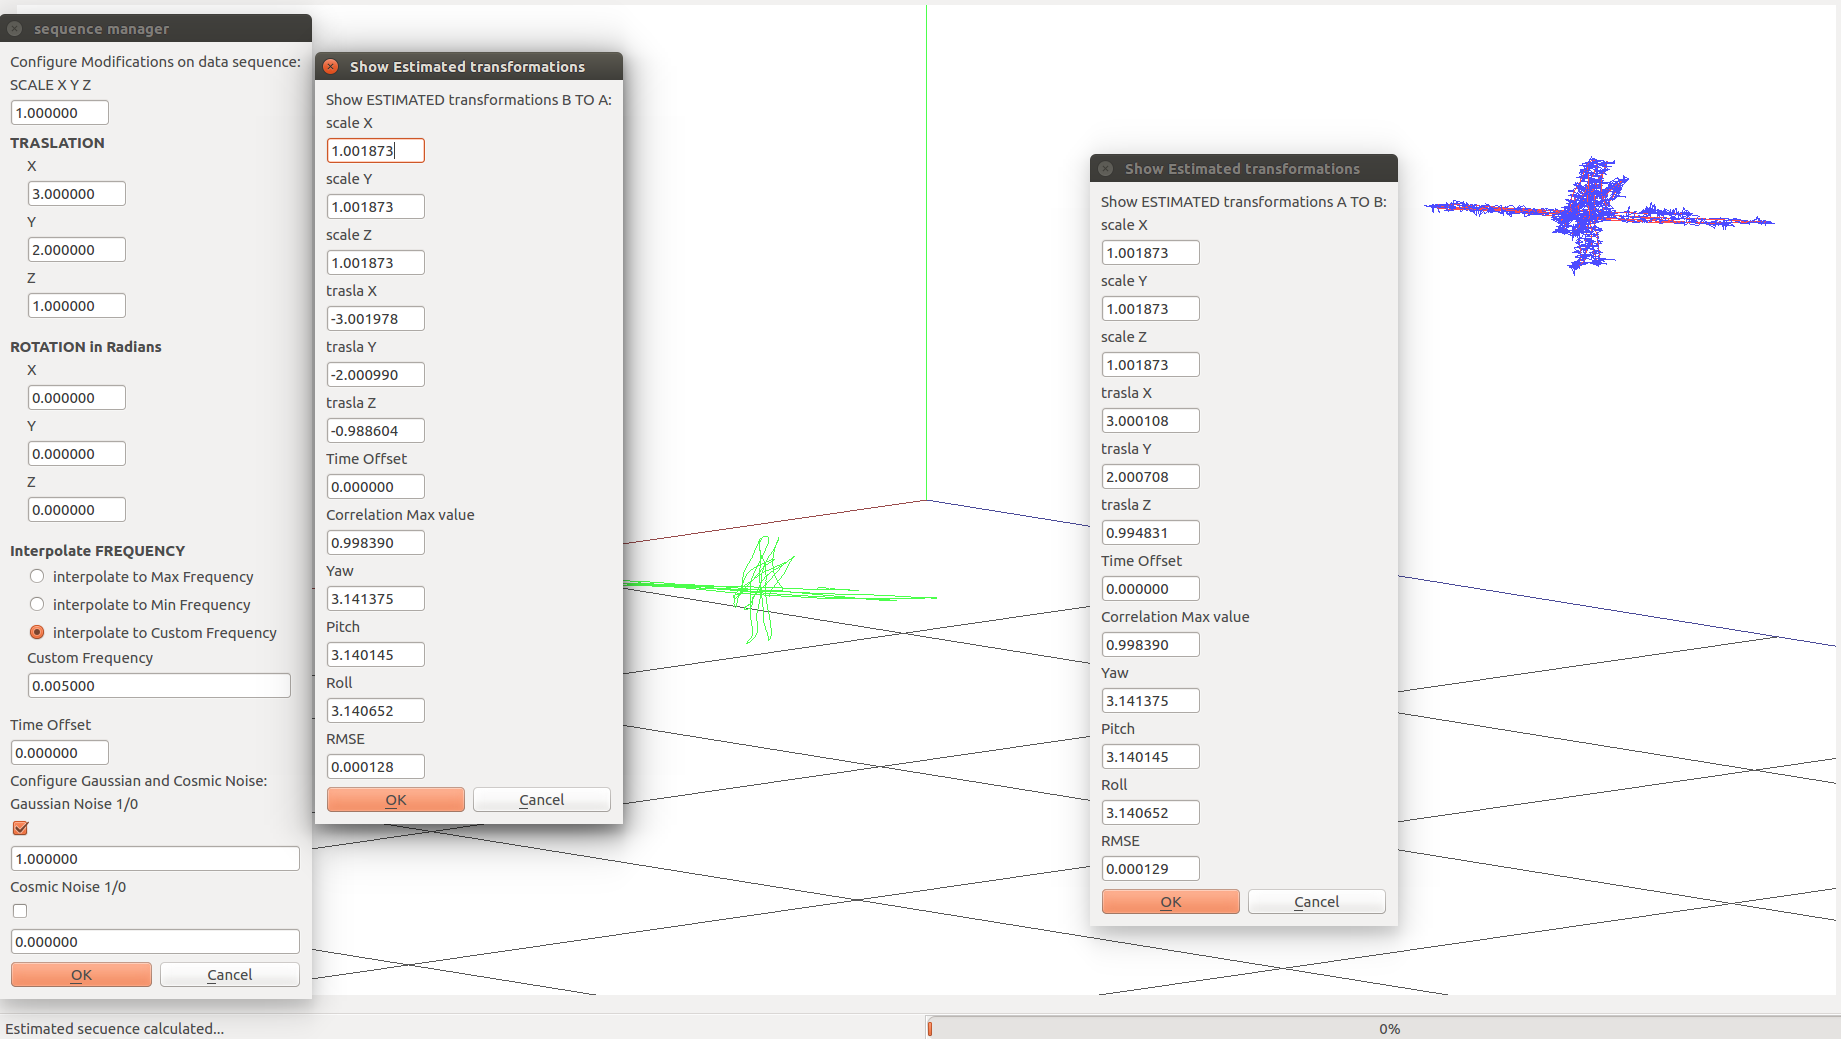 sequence manager
Configure Modifications on data sequence:
SCALE X Y Z
1.000000
TRASLATION
X
3.000000
Y
2.000000
Z
1.000000
ROTATION in Radians
X
0.000000
Y
0.000000
Z
0.000000
Interpolate FREQUENCY
interpolate to Max Frequency
interpolate to Min Frequency
interpolate to Custom Frequency
Custom Frequency
0.005000
Time Offset
0.000000
Configure Gaussian and Cosmic Noise:
Gaussian Noise 1/0
1.000000
Cosmic Noise 1/0
0.000000
OK Cancel
Show Estimated transformations
Show ESTIMATED transformations B TO A:
scale X
1.001873
scale Y
1.001873
scale Z
1.001873
trasla X
-3.001978
trasla Y
-2.000990
trasla Z
-0.988604
Time Offset
0.000000
Correlation Max value
0.998390
Yaw
3.141375
Pitch
3.140145
Roll
3.140652
RMSE
0.000128
OK Cancel
Show Estimated transformations
Show ESTIMATED transformations A TO B:
scale X
1.001873
scale Y
1.001873
scale Z
1.001873
trasla X
3.000108
trasla Y
2.000708
trasla Z
0.994831
Time Offset
0.000000
Correlation Max value
0.998390
Yaw
3.141375
Pitch
3.140145
Roll
3.140652
RMSE
0.000129
OK Cancel
Estimated secuence calculated...
0%